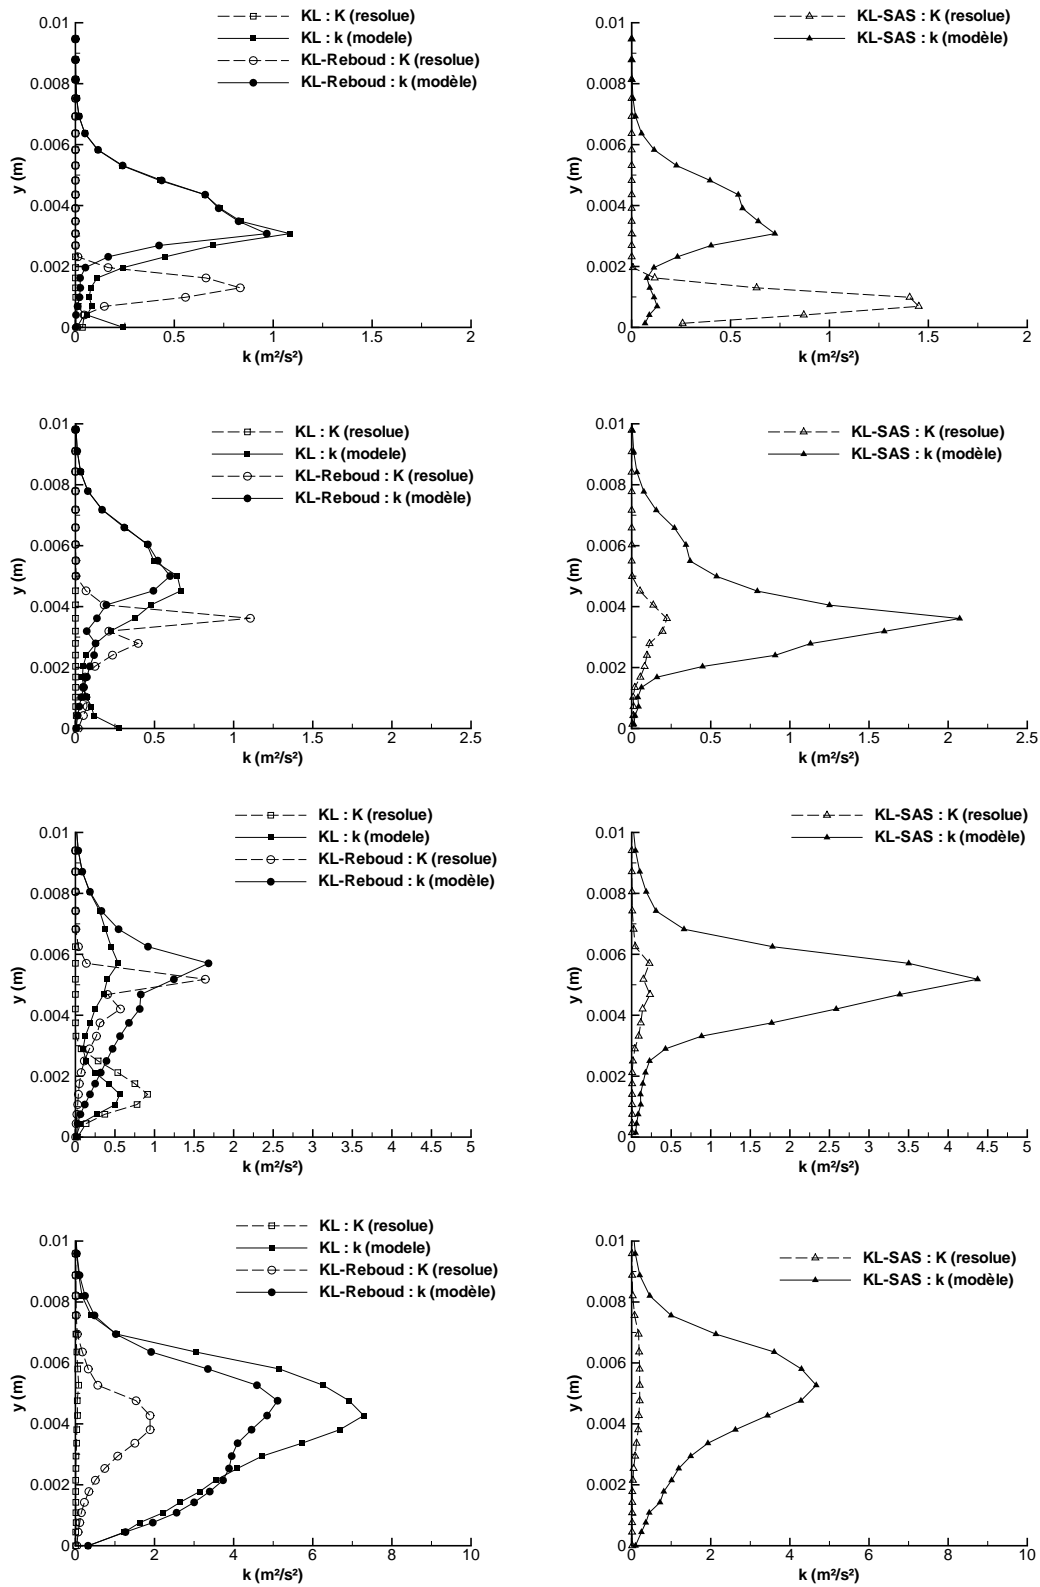 KL : K (resolue)
KL : k (modele)
KL-Reboud : K (resolue)
KL-Reboud : k (modèle)
y (m)
0.01
0.008
0.006
0.004
0.002
0
0 0.5 1 1.5 2
k (m²/s²)
KL-SAS : K (resolue)
KL-SAS : k (modèle)
y (m)
0.01
0.008
0.006
0.004
0.002
0
0 0.5 1 1.5 2
k (m²/s²)
KL : K (resolue)
KL : k (modele)
KL-Reboud : K (resolue)
KL-Reboud : k (modèle)
y (m)
0.01
0.008
0.006
0.004
0.002
0
0 0.5 1 1.5 2 2.5
k (m²/s²)
KL-SAS : K (resolue)
KL-SAS : k (modèle)
y (m)
0.01
0.008
0.006
0.004
0.002
0
0 0.5 1 1.5 2 2.5
k (m²/s²)
KL : K (resolue)
KL : k (modele)
KL-Reboud : K (resolue)
KL-Reboud : k (modèle)
y (m)
0.01
0.008
0.006
0.004
0.002
0
0 0.5 1 1.5 2 2.5 3 3.5 4 4.5 5
k (m²/s²)
KL-SAS : K (resolue)
KL-SAS : k (modèle)
y (m)
0.01
0.008
0.006
0.004
0.002
0
0 0.5 1 1.5 2 2.5 3 3.5 4 4.5 5
k (m²/s²)
KL : K (resolue)
KL : k (modele)
KL-Reboud : K (resolue)
KL-Reboud : k (modèle)
y (m)
0.01
0.008
0.006
0.004
0.002
0
0 2 4 6 8 10
k (m²/s²)
KL-SAS : K (resolue)
KL-SAS : k (modèle)
y (m)
0.01
0.008
0.006
0.004
0.002
0
0 2 4 6 8 10
k (m²/s²)